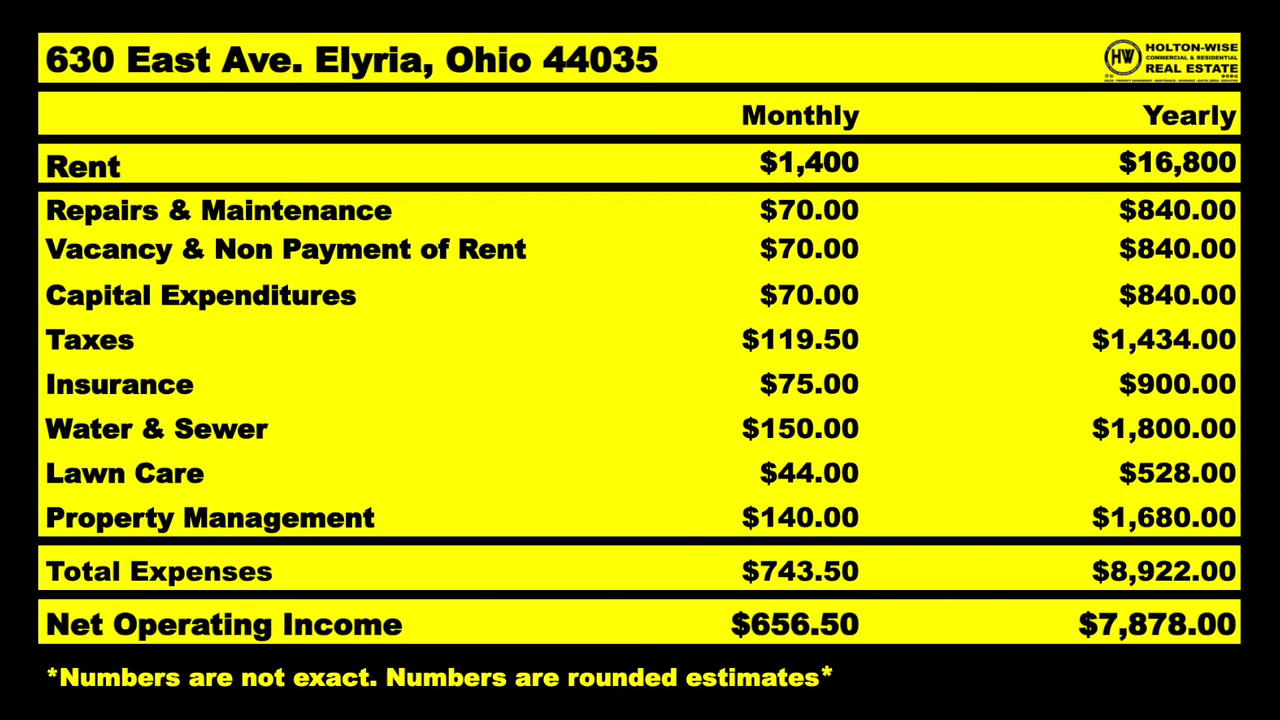 630 East Ave. Elyria, Ohio 44035
HOLTON-WISE
COMMERCIAL & RESIDENTIAL
REAL ESTATE
HW
Monthly Yearly
Rent $1,400 $16,800
Repairs & Maintenance $70.00 $840.00
Vacancy & Non Payment of Rent $70.00 $840.00
Capital Expenditures $70.00 $840.00
Taxes $119.50 $1,434.00
Insurance $75.00 $900.00
Water & Sewer $150.00 $1,800.00
Lawn Care $44.00 $528.00
Property Management $140.00 $1,680.00
Total Expenses $743.50 $8,922.00
Net Operating Income $656.50 $7,878.00
*Numbers are not exact. Numbers are rounded estimates*